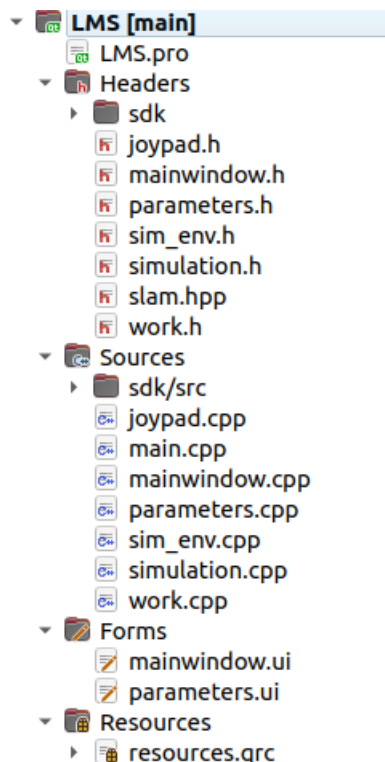 LMS [main]
LMS.pro
Headers
sdk
joypad.h
mainwindow.h
parameters.h
sim_env.h
simulation.h
slam.hpp
work.h
Sources
sdk/src
joypad.cpp
main.cpp
mainwindow.cpp
parameters.cpp
sim_env.cpp
simulation.cpp
work.cpp
Forms
mainwindow.ui
parameters.ui
Resources
resources.qrc